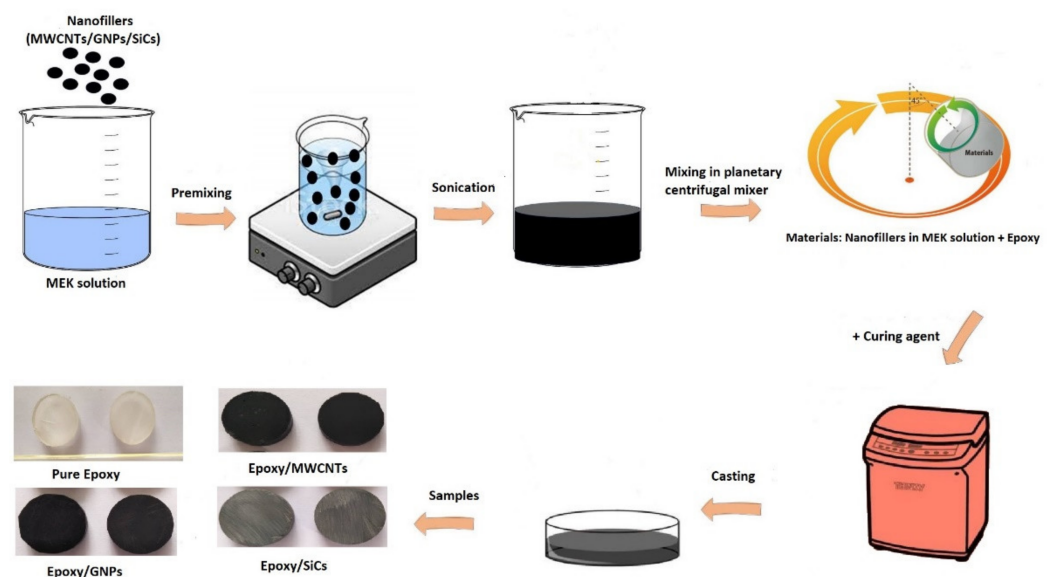 Nanofillers
(MWCNTs/GNPs/SiCs)
Premixing
Sonication
Mixing in planetary
centrifugal mixer
45°
Materials
MEK solution
Materials: Nanofillers in MEK solution + Epoxy
+ Curing agent
Pure Epoxy
Epoxy/MWCNTs
Epoxy/GNPs
Epoxy/SiCs
Samples
Casting